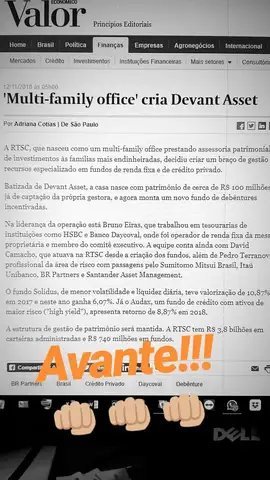 Valor
ECONÔMICO
Princípios Editoriais
Home Brasil Política Finanças Empresas Agronegócios Internacional
Mercados Crédito Investimentos Instituições Financeiras Mais setores Consultori
12/11/2018 às 05h00
'Multi-family office' cria Devant Asset
Por Adriana Cotias | De São Paulo
A RTSC, que nasceu como um multi-family office prestando assessoria patrimonial
de investimentos às famílias mais endinheiradas, decidiu criar um braço de gestão
recursos especializado em fundos de renda fixa e de crédito privado.
Batizada de Devant Asset, a casa nasce com patrimônio de cerca de R$ 100 milhões
já de captação da própria gestora, e agora monta um novo fundo de debêntures
incentivadas.
Na liderança da operação está Bruno Eiras, que trabalhou em tesourarias de
instituições como HSBC e Banco Daycoval, onde foi operador de renda fixa da mesa
proprietária e membro do comitê executivo. A equipe conta ainda com David
Camacho, que atuava na RTSC desde a criação dos fundos, além de Pedro Terranova
profissional da área de risco com passagens pelo Sumitomo Mitsui Brasil, Itaú
Unibanco, BR Partners e Santander Asset Management.
O fundo Solidus, de menor volatilidade e liquidez diária, teve valorização de 10,87%
em 2017 e neste ano ganha 6,07%. Já o Audax, um fundo de crédito com ativos de
maior risco ("high yield"), apresenta retorno de 8,87% em 2018.
A estrutura de gestão de patrimônio será mantida. A RTSC tem R$ 3,8 bilhões em
carteiras administradas e R$ 740 milhões em fundos.
Avante!!!
BR Partners Brasil Crédito Privado Daycoval Debênture
DELL